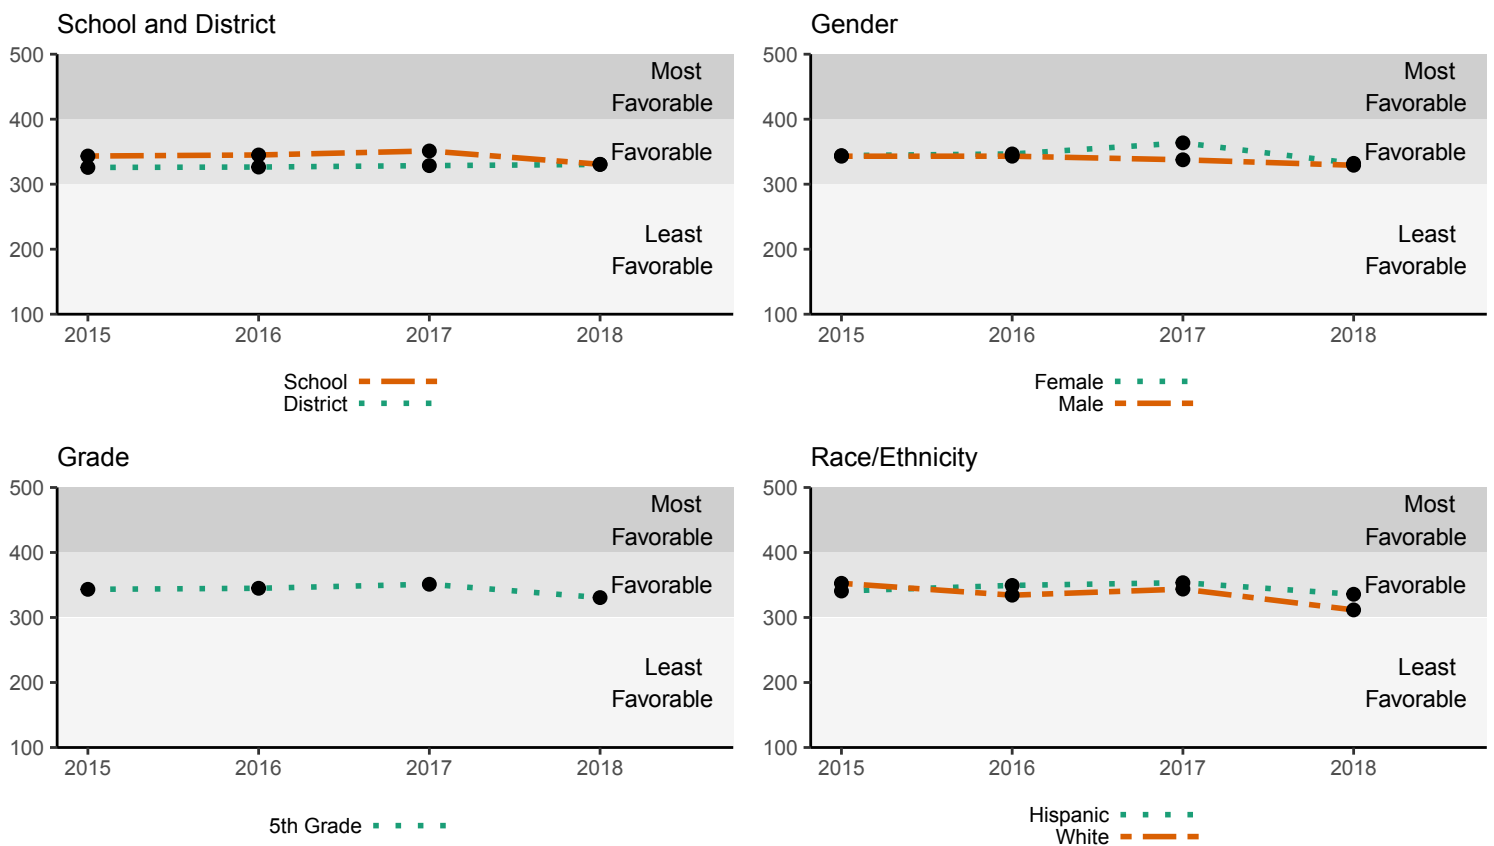 School and District
500
400
300
200
100
Most
Favorable
Favorable
Least
Favorable
2015 2016 2017 2018
School
District
Gender
500
400
300
200
100
Most
Favorable
Favorable
Least
Favorable
2015 2016 2017 2018
Female
Male
Grade
500
400
300
200
100
Most
Favorable
Favorable
Least
Favorable
2015 2016 2017 2018
5th Grade
Race/Ethnicity
500
400
300
200
100
Most
Favorable
Favorable
Least
Favorable
2015 2016 2017 2018
Hispanic
White